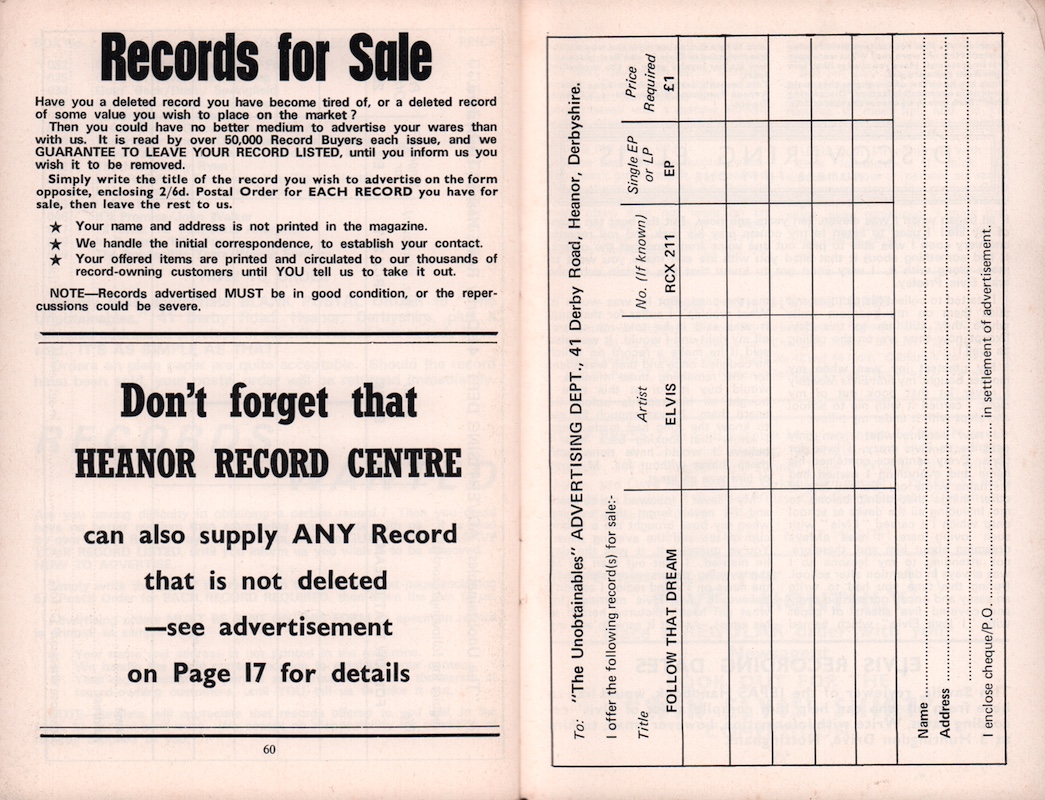 Records for Sale
Have you a deleted record you have become tired of, or a deleted record
of some value you wish to place on the market ?
Then you could have no better medium to advertise your wares than
with us. It is read by over 50,000 Record Buyers each issue, and we
GUARANTEE TO LEAVE YOUR RECORD LISTED, until you inform us you
wish it to be removed.
Simply write the title of the record you wish to advertise on the form
opposite, enclosing 2/6d. Postal Order for EACH RECORD you have for
sale, then leave the rest to us.
★ Your name and address is not printed in the magazine.
★ We handle the initial correspondence, to establish your contact.
★ Your offered items are printed and circulated to our thousands of
record-owning customers until YOU tell us to take it out.
NOTE—Records advertised MUST be in good condition, or the reper-
cussions could be severe.
Don't forget that
HEANOR RECORD CENTRE
can also supply ANY Record
that is not deleted
—see advertisement
on Page 17 for details
60
To: "The Unobtainables" ADVERTISING DEPT., 41 Derby Road, Heanor, Derbyshire.
I offer the following record(s) for sale:-
Title Artist No. (If known) Single EP or LP Price Required
FOLLOW THAT DREAM ELVIS RCX 211 EP £1
Name
Address
I enclose cheque/P.O. in settlement of advertisement.